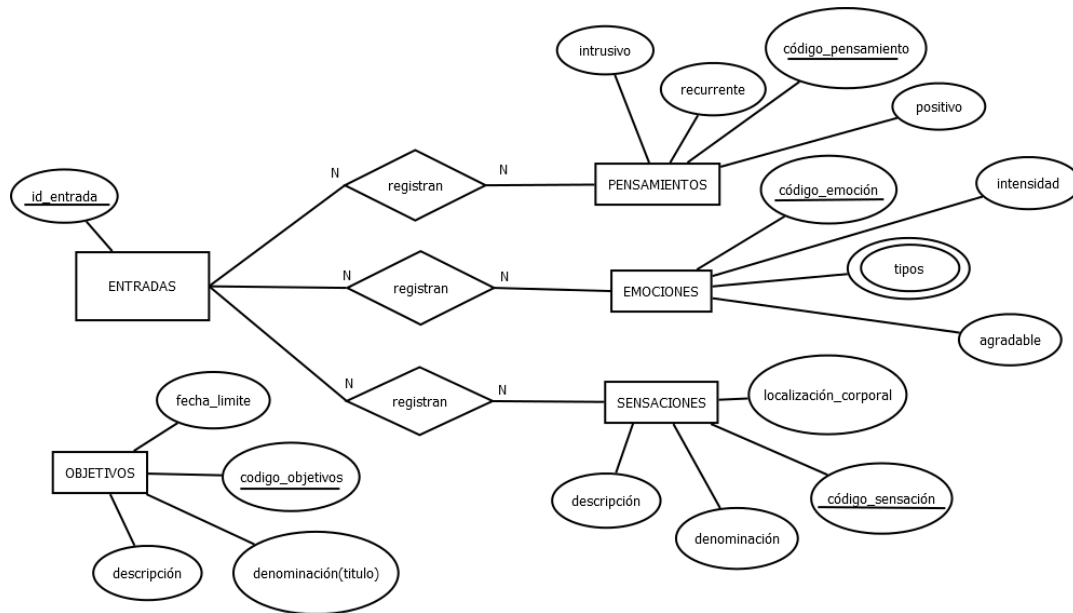 código_pensamiento
intrusivo
recurrente
positivo
N
registran
N
PENSAMIENTOS
código_emoción
intensidad
id_entrada
ENTRADAS
N
registran
N
EMOCIONES
tipos
agradable
N
registran
N
SENSACIONES
localización_corporal
fecha_limite
OBJETIVOS
codigo_objetivos
descripción
código_sensación
denominación
descripción
denominación(titulo)